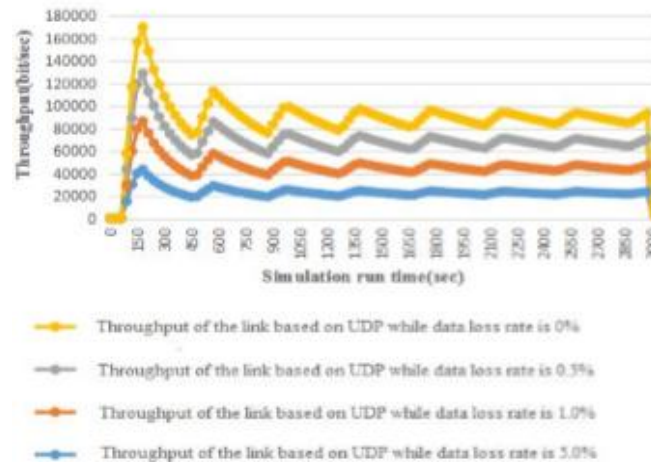 180000
160000
140000
120000
100000
80000
60000
40000
20000
0
Throughput(bit/sec)
0 150 300 450 600 750 900 1050 1200 1350 1500 1650 1800 1950 2100 2250 2400 2550 2700 2850 3000
Simulation run time(sec)
Throughput of the link based on UDP while data loss rate is 0%
Throughput of the link based on UDP while data loss rate is 0.5%
Throughput of the link based on UDP while data loss rate is 1.0%
Throughput of the link based on UDP while data loss rate is 5.0%